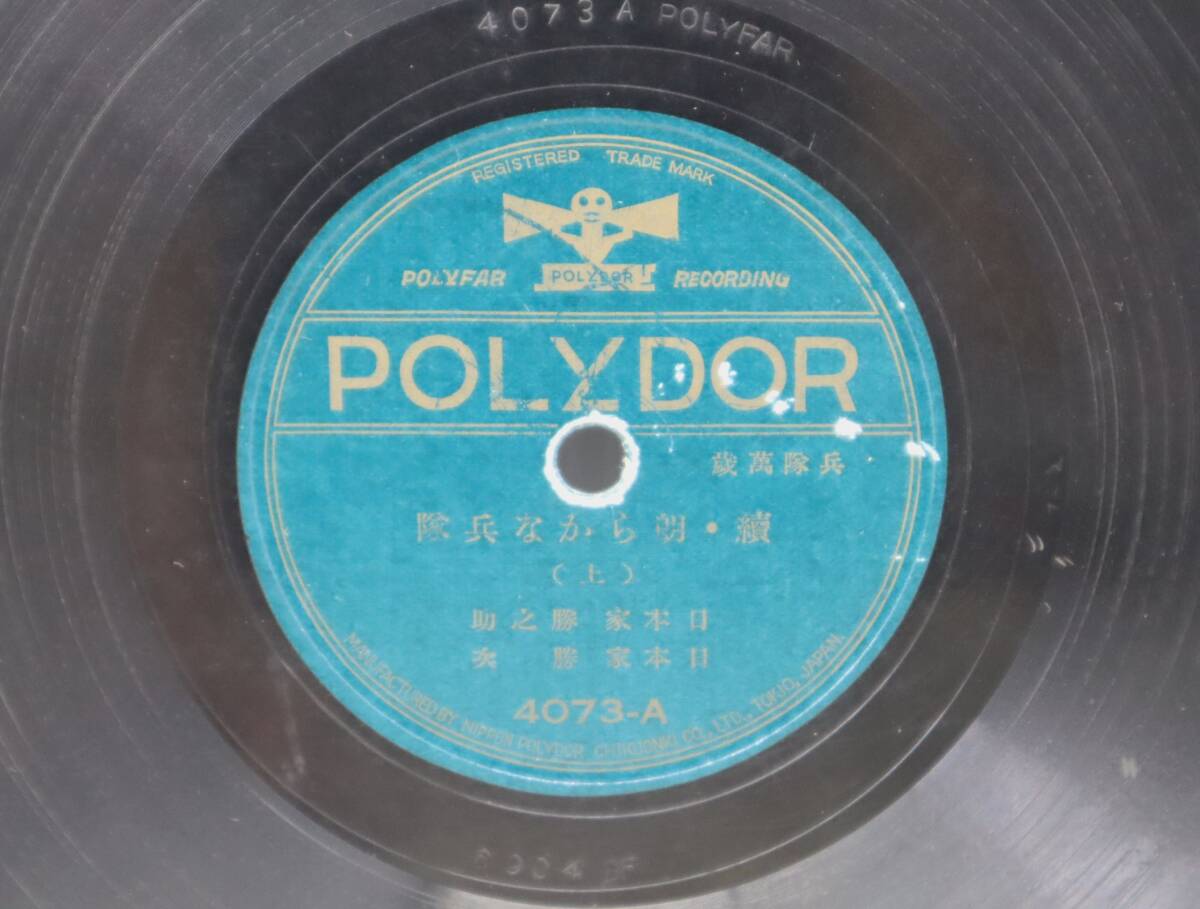 4073 A POLYFAR
REGISTERED TRADE MARK
POLYFAR POLYDOR RECORDING
POLYDOR
兵隊萬歲
續・朗らかな兵隊
(上)
日本家 勝之助
日本家 勝次
4073-A
MANUFACTURED BY NIPPON POLYDOR CHIKUONKI CO., LTD., TOKIO, JAPAN.